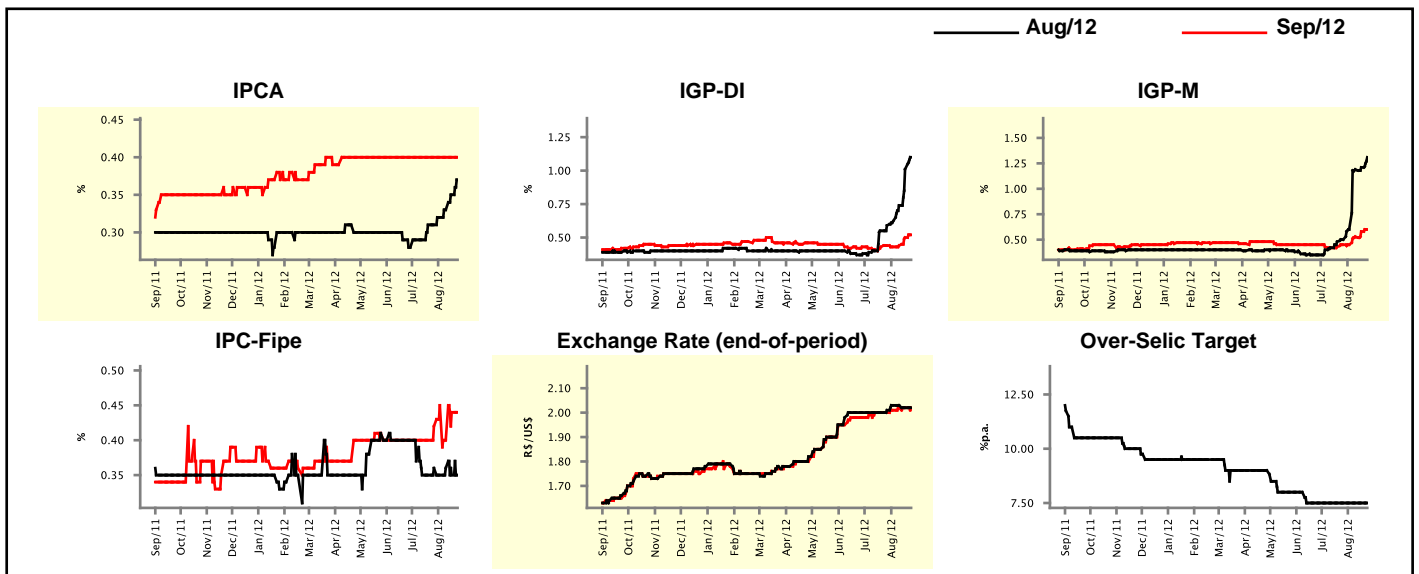 Aug/12 Sep/12
IPCA
0.45
0.40
0.35
0.30
%
Sep/11 Oct/11 Nov/11 Dec/11 Jan/12 Feb/12 Mar/12 Apr/12 May/12 Jun/12 Jul/12 Aug/12
IGP-DI
1.25
1.00
0.75
0.50
%
Sep/11 Oct/11 Nov/11 Dec/11 Jan/12 Feb/12 Mar/12 Apr/12 May/12 Jun/12 Jul/12 Aug/12
IGP-M
1.50
1.25
1.00
0.75
0.50
%
Sep/11 Oct/11 Nov/11 Dec/11 Jan/12 Feb/12 Mar/12 Apr/12 May/12 Jun/12 Jul/12 Aug/12
IPC-Fipe
0.50
0.45
0.40
0.35
%
Sep/11 Oct/11 Nov/11 Dec/11 Jan/12 Feb/12 Mar/12 Apr/12 May/12 Jun/12 Jul/12 Aug/12
Exchange Rate (end-of-period)
2.10
2.00
1.90
1.80
1.70
R$/US$
Sep/11 Oct/11 Nov/11 Dec/11 Jan/12 Feb/12 Mar/12 Apr/12 May/12 Jun/12 Jul/12 Aug/12
Over-Selic Target
12.50
10.00
7.50
%p.a.
Sep/11 Oct/11 Nov/11 Dec/11 Jan/12 Feb/12 Mar/12 Apr/12 May/12 Jun/12 Jul/12 Aug/12